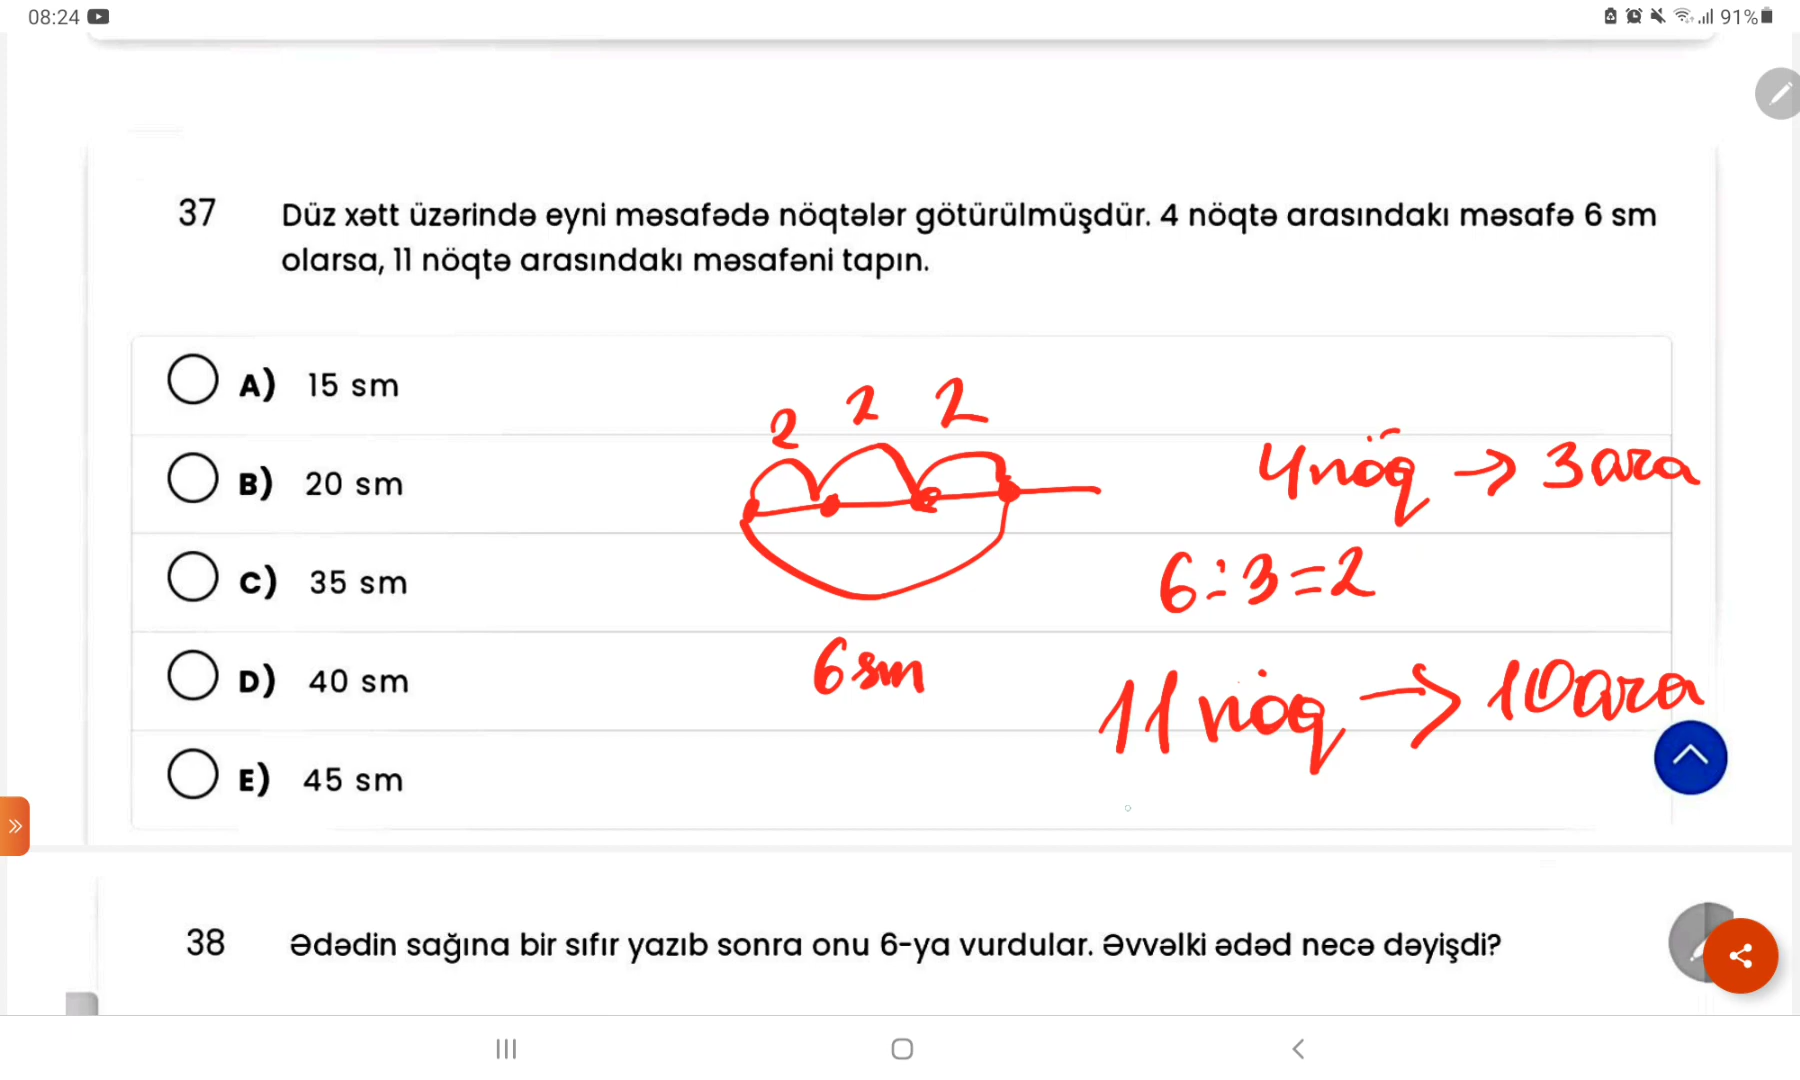 08:24
91%
37 Düz xətt üzərində eyni məsafədə nöqtələr götürülmüşdür. 4 nöqtə arasındakı məsafə 6 sm
olarsa, 11 nöqtə arasındakı məsafəni tapın.
A) 15 sm
B) 20 sm
C) 35 sm
D) 40 sm
E) 45 sm
2 2 2
6 sm
4 nöq → 3 ara
6:3=2
11 nöq → 10 ara
38 Ədədin sağına bir sıfır yazıb sonra onu 6-ya vurdular. Əvvəlki ədəd necə dəyişdi?